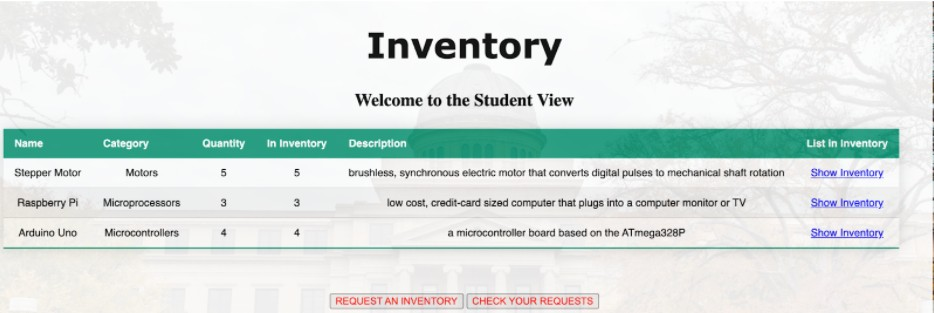 Inventory
Welcome to the Student View
Name Category Quantity In Inventory Description List In Inventory
Stepper Motor Motors 5 5 brushless, synchronous electric motor that converts digital pulses to mechanical shaft rotation Show Inventory
Raspberry Pi Microprocessors 3 3 low cost, credit-card sized computer that plugs into a computer monitor or TV Show Inventory
Arduino Uno Microcontrollers 4 4 a microcontroller board based on the ATmega328P Show Inventory
REQUEST AN INVENTORY CHECK YOUR REQUESTS